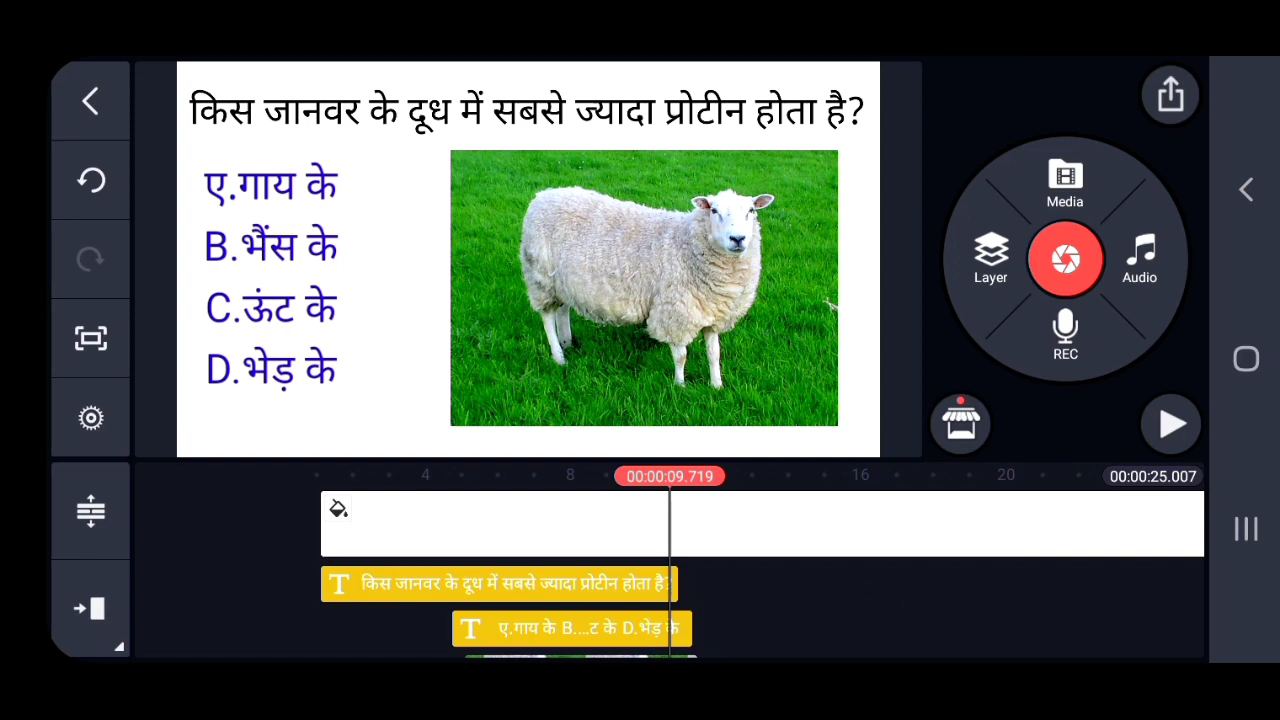 किस जानवर के दूध में सबसे ज्यादा प्रोटीन होता है?
ए.गाय के
B.भैंस के
C.ऊंट के
D.भेड़ के
Media
Layer
Audio
REC
4
8
00:00:09.719
16
20
00:00:25.007
T किस जानवर के दूध में सबसे ज्यादा प्रोटीन होता है?
T ए.गाय के B....ट के D.भेड़ के